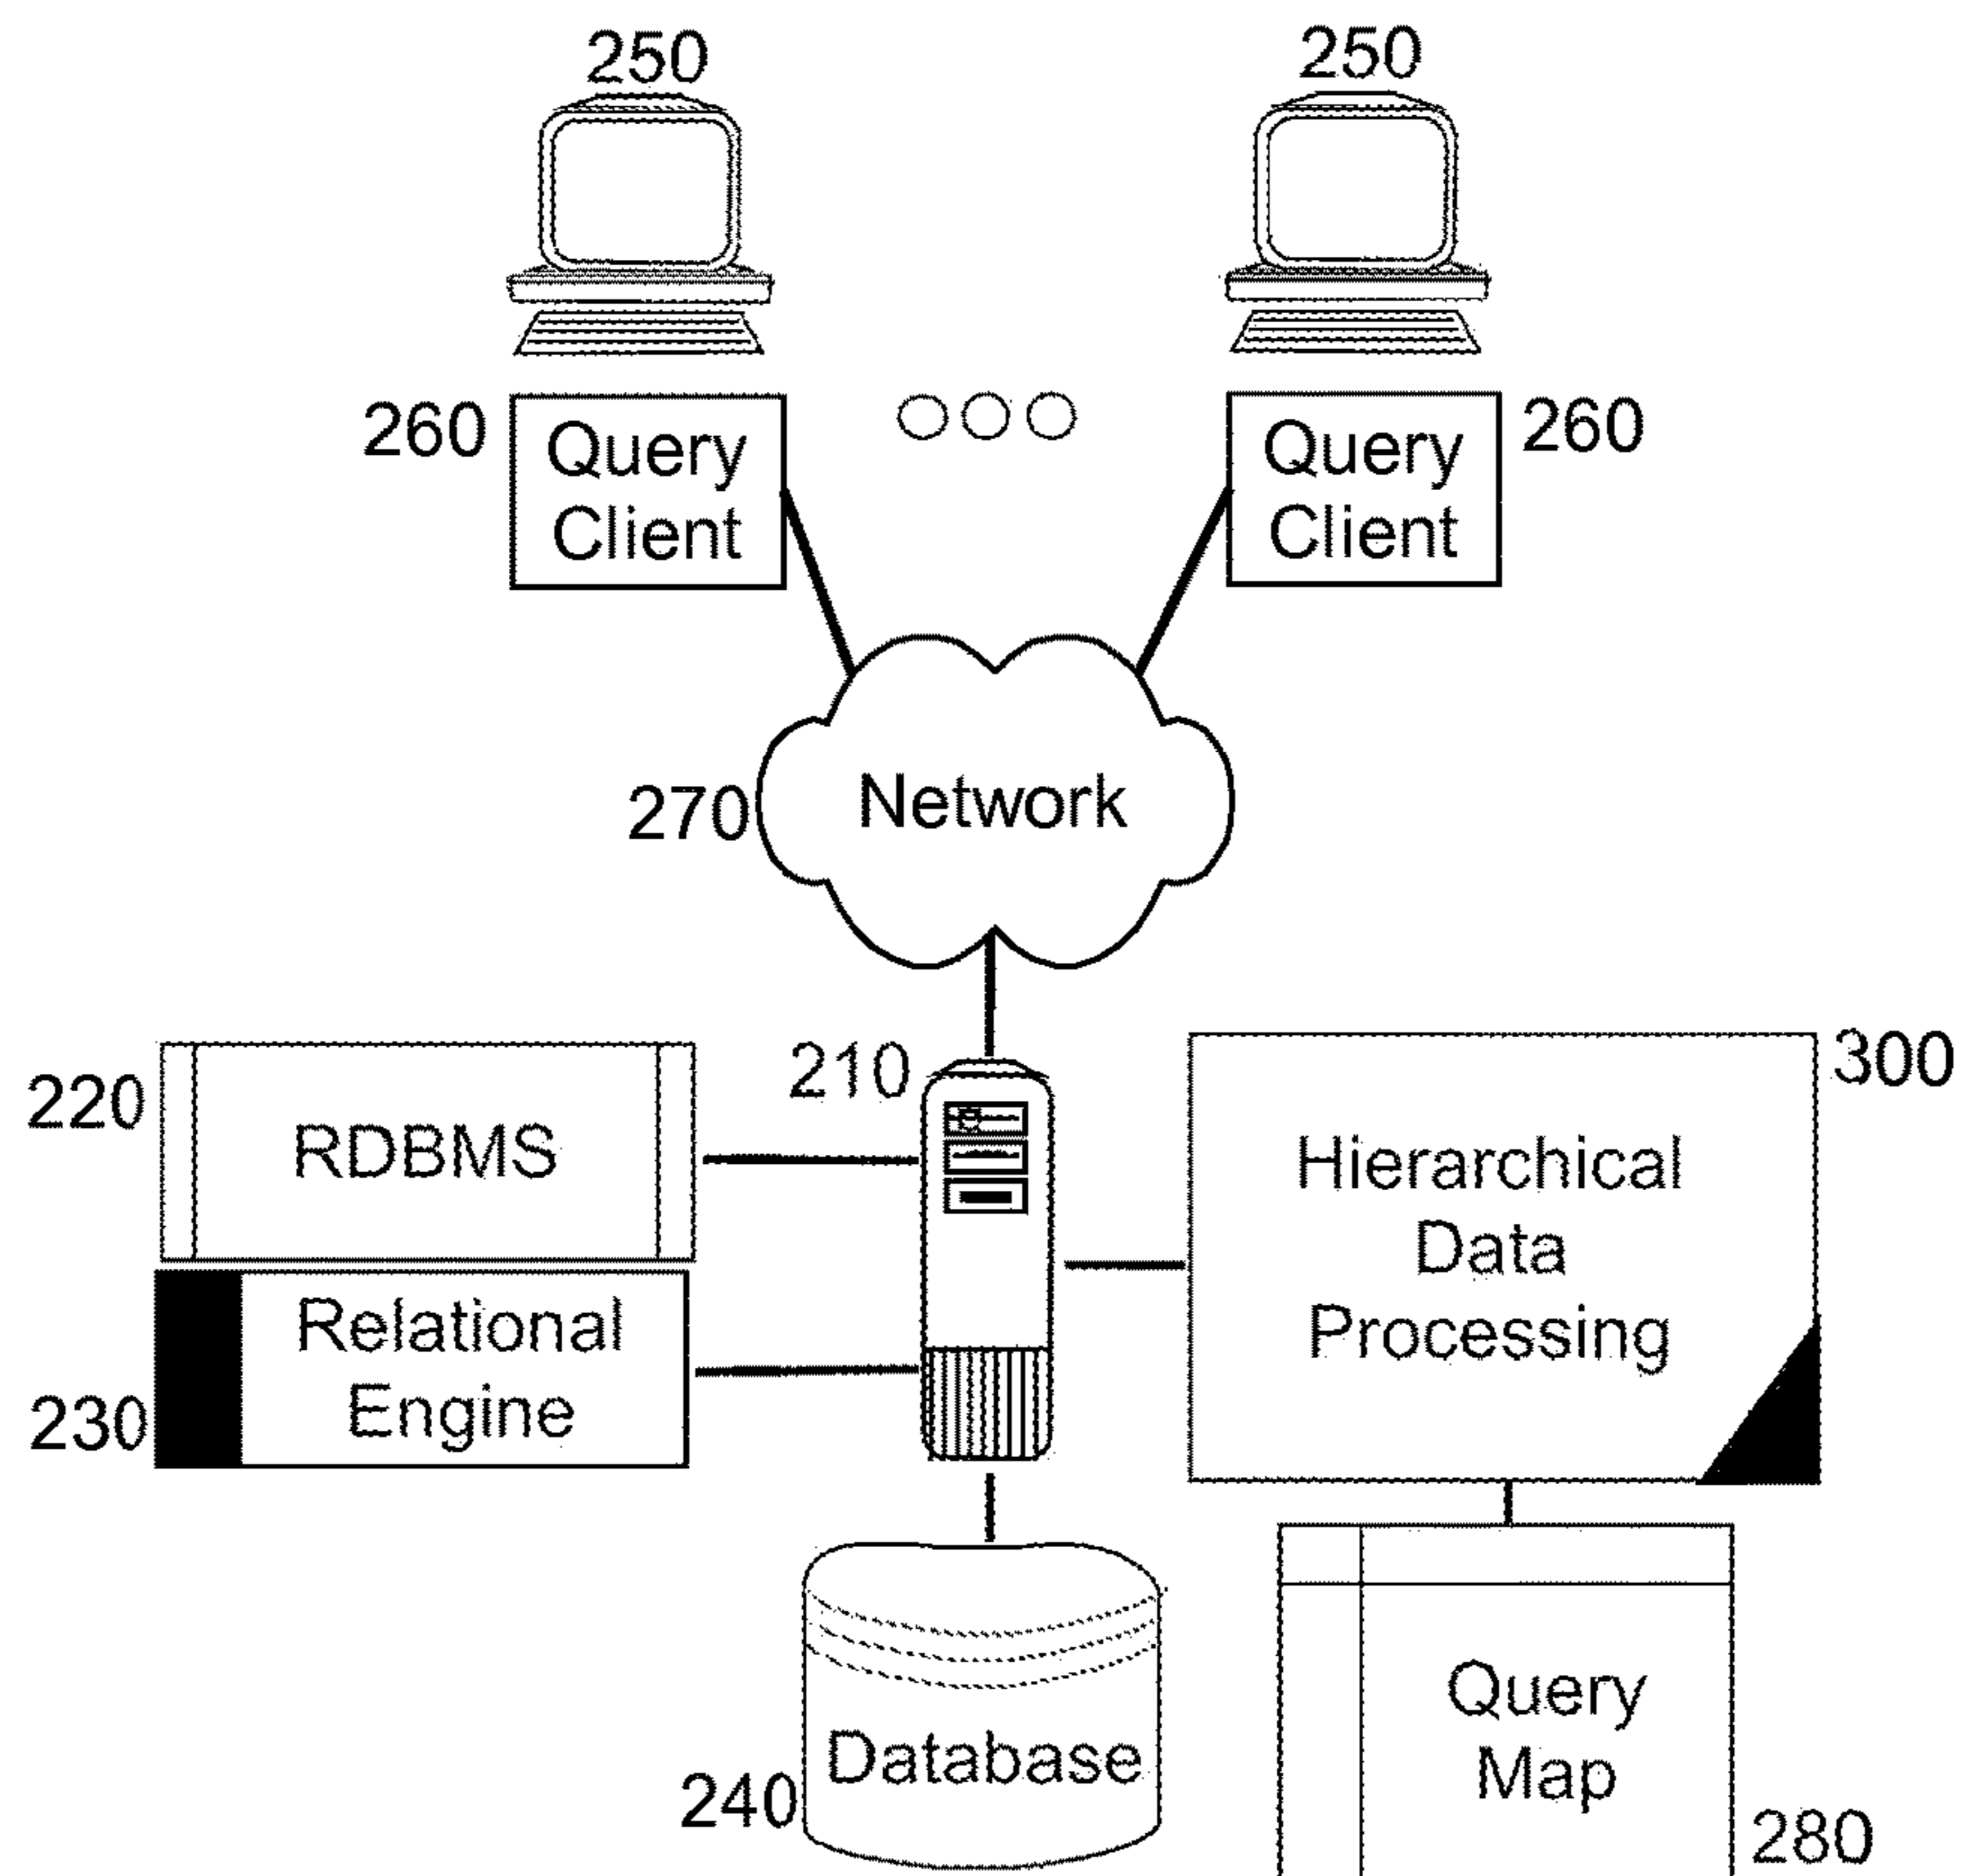 250
250
260
Query
Client
Query
Client
260
270
Network
210
300
220
RDBMS
Hierarchical
Data
Processing
230
Relational
Engine
240
Database
Query
Map
280